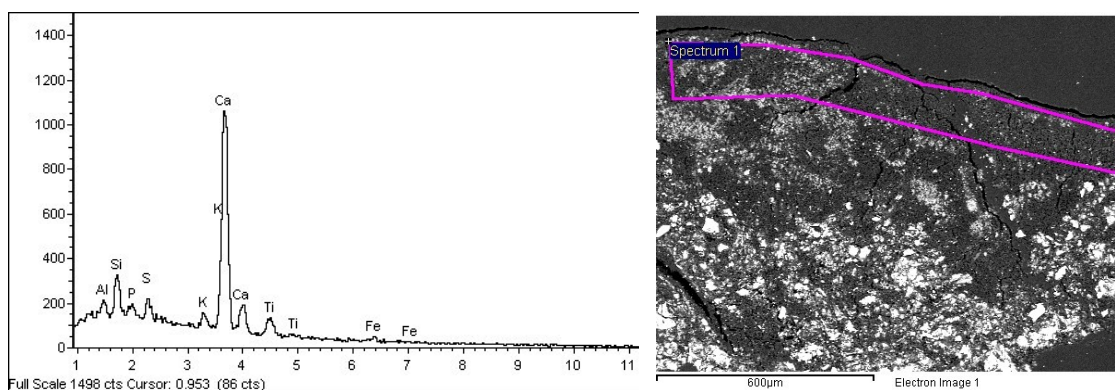 1400
1200
1000
800
600
400
200
0
Ca
K
Si
Al
P
S
K
Ca
Ti
Ti
Fe
Fe
1 2 3 4 5 6 7 8 9 10 11
Full Scale 1498 cts Cursor: 0.953 (86 cts)
Spectrum 1
600µm
Electron Image 1